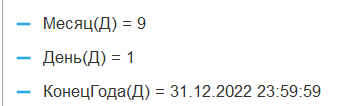 Месяц(Д) = 9
День(Д) = 1
КонецГода(Д) = 31.12.2022 23:59:59